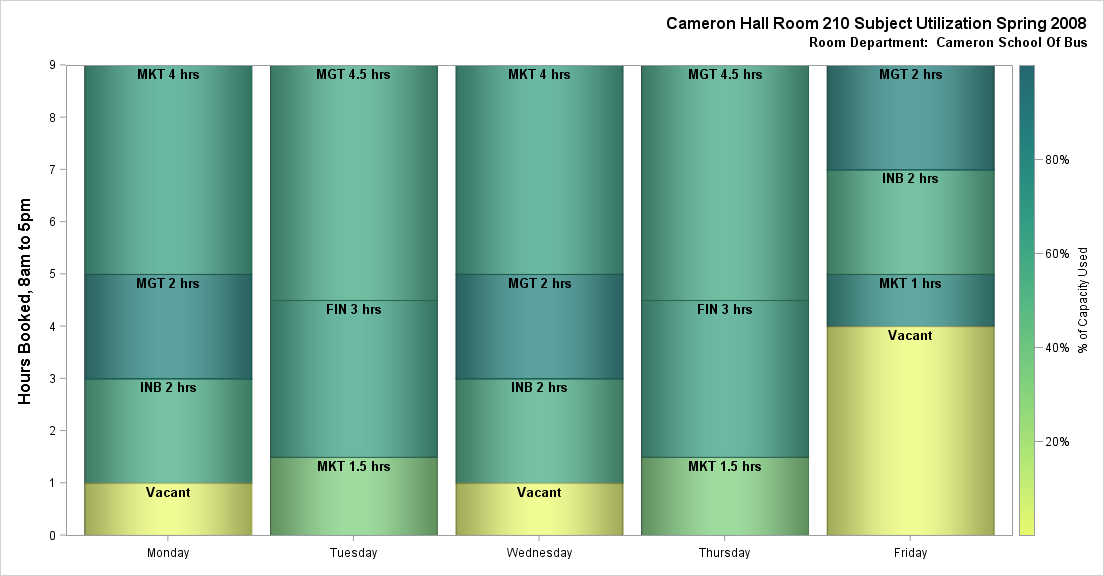 Cameron Hall Room 210 Subject Utilization Spring 2008
Room Department:  Cameron School Of Bus
Hours Booked, 8am to 5pm
9
8
7
6
5
4
3
2
1
0
MKT 4 hrs
MGT 2 hrs
INB 2 hrs
Vacant
MGT 4.5 hrs
FIN 3 hrs
MKT 1.5 hrs
MKT 4 hrs
MGT 2 hrs
INB 2 hrs
Vacant
MGT 4.5 hrs
FIN 3 hrs
MKT 1.5 hrs
MGT 2 hrs
INB 2 hrs
MKT 1 hrs
Vacant
Monday
Tuesday
Wednesday
Thursday
Friday
80%
60%
40%
20%
% of Capacity Used